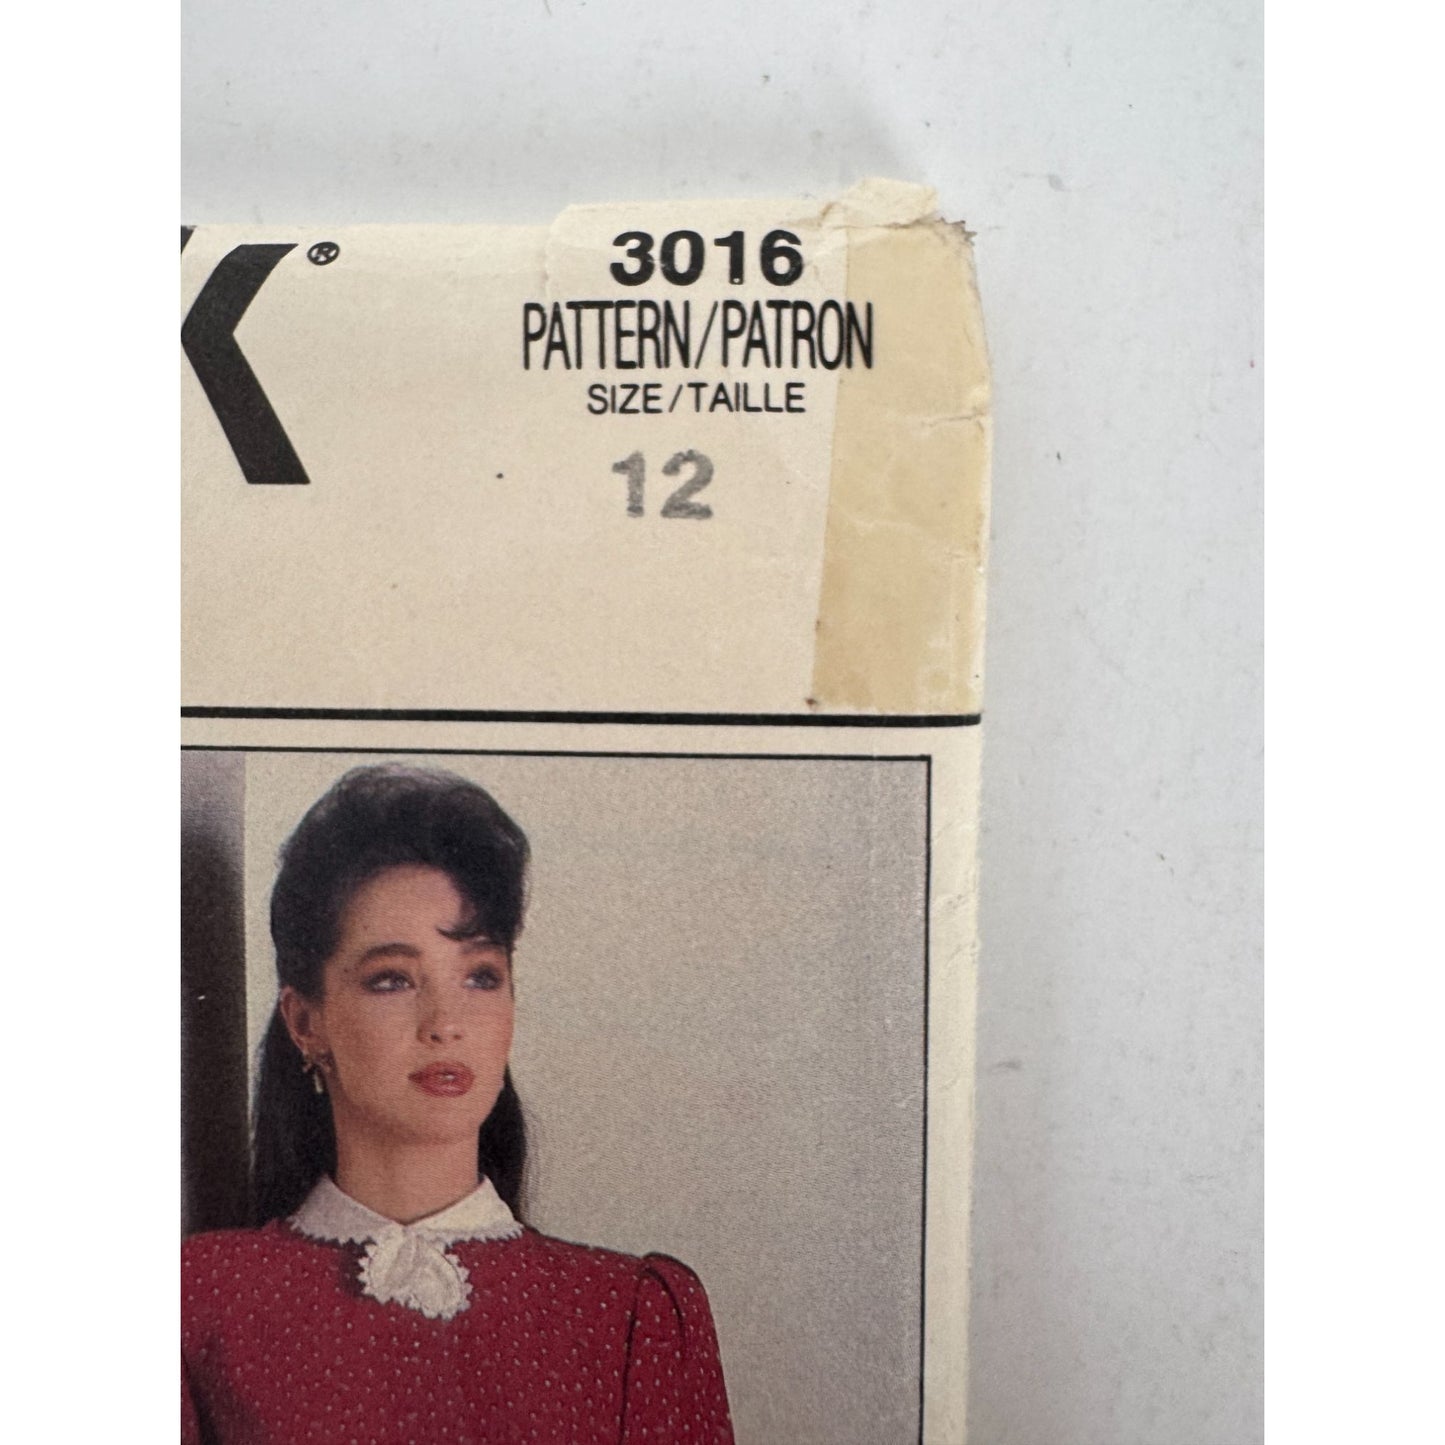 K®
3016
PATTERN/PATRON
SIZE/TAILLE
12